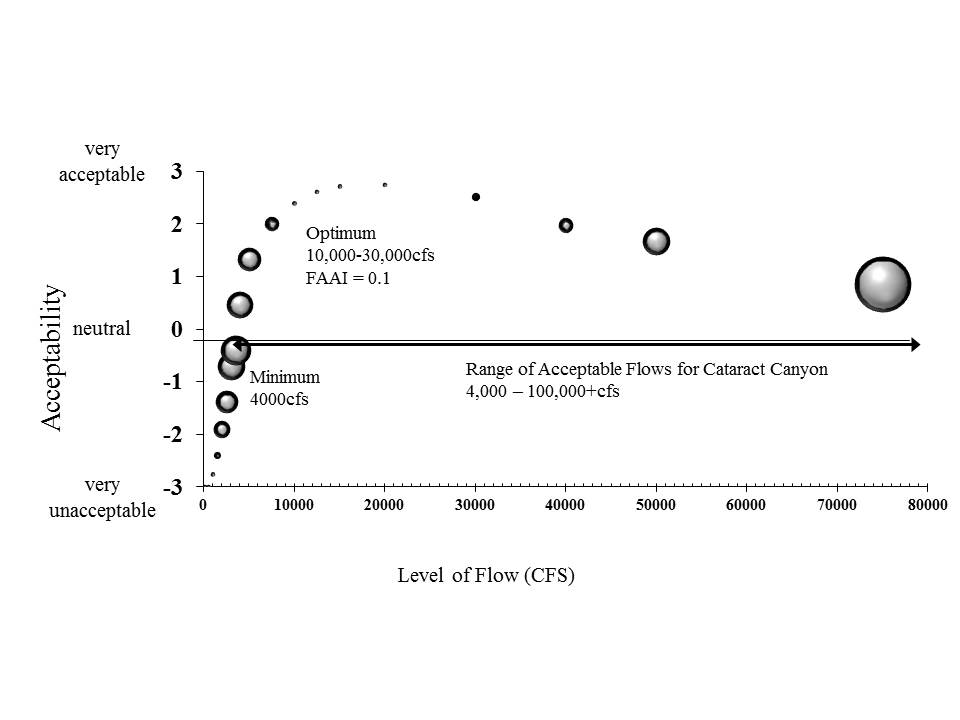 very
acceptable
3
2
Optimum
10,000-30,000cfs
FAAI = 0.1
1
Acceptability
neutral
0
Range of Acceptable Flows for Cataract Canyon
4,000 – 100,000+cfs
Minimum
4000cfs
-1
-2
very
unacceptable
-3
0 10000 20000 30000 40000 50000 60000 70000 80000
Level of Flow (CFS)